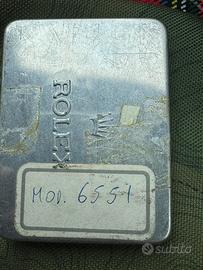 ROLEX
MOD. 6551
subito